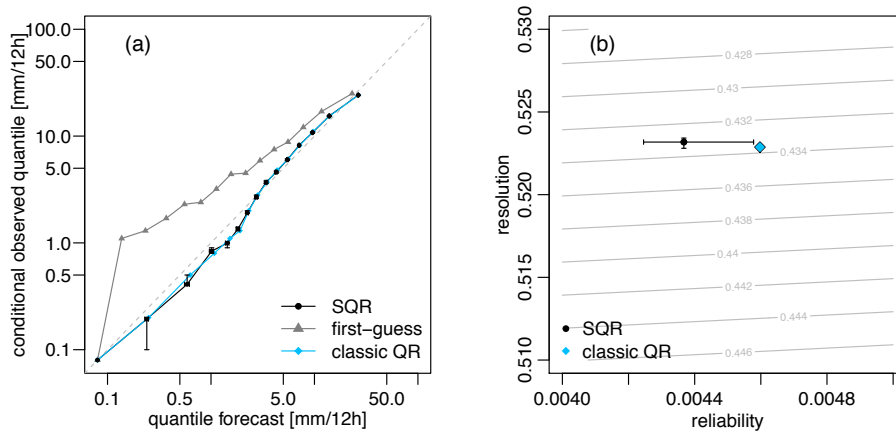 (a)
conditional observed quantile [mm/12h]
100.0
50.0
10.0
5.0
1.0
0.5
0.1
SQR
first−guess
classic QR
0.1 0.5 5.0 50.0
quantile forecast [mm/12h]
(b)
resolution
0.530
0.525
0.520
0.515
0.510
0.428
0.43
0.432
0.434
0.436
0.438
0.44
0.442
0.444
0.446
SQR
classic QR
0.0040 0.0044 0.0048
reliability